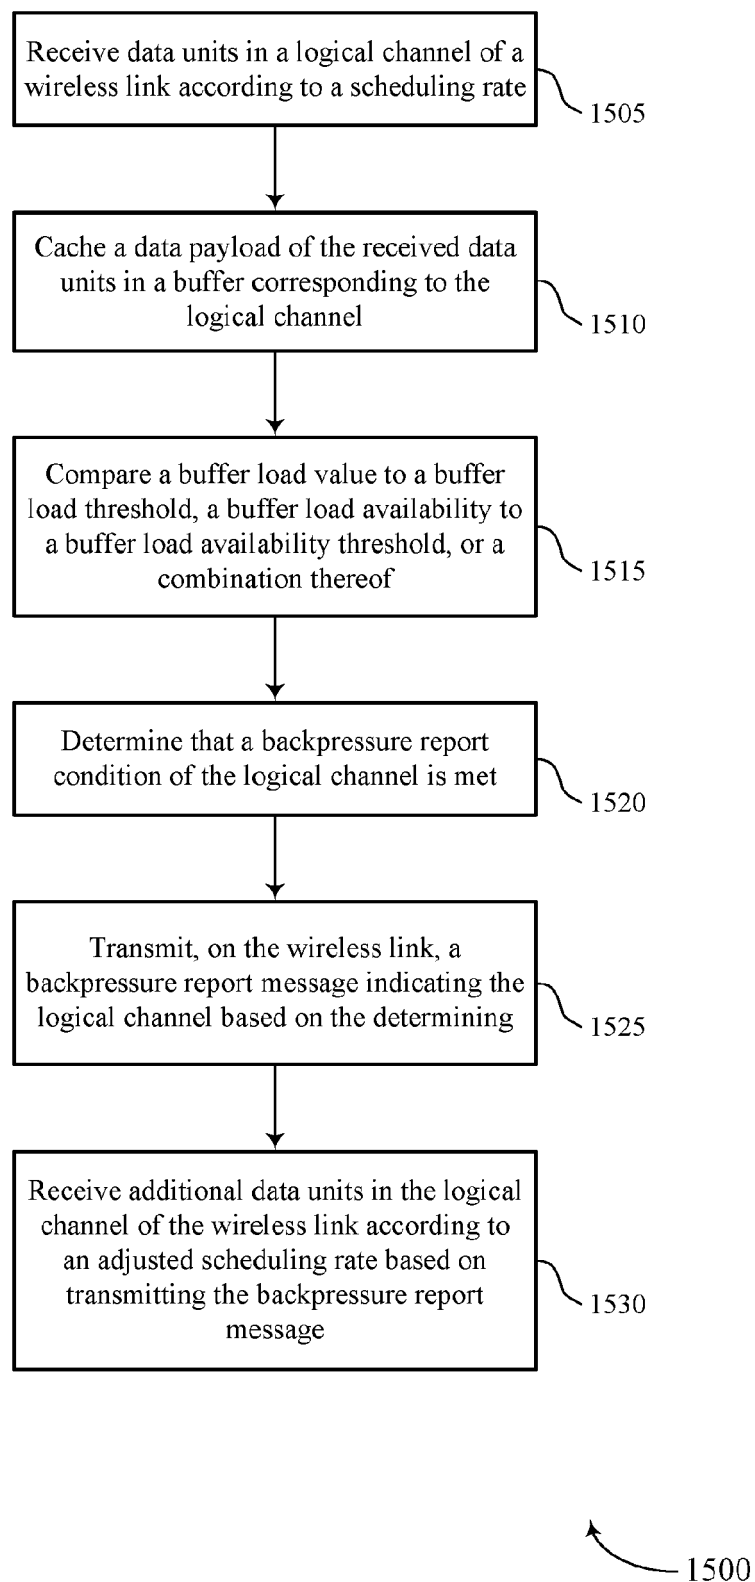 Receive data units in a logical channel of a
wireless link according to a scheduling rate
1505
Cache a data payload of the received data
units in a buffer corresponding to the
logical channel
1510
Compare a buffer load value to a buffer
load threshold, a buffer load availability to
a buffer load availability threshold, or a
combination thereof
1515
Determine that a backpressure report
condition of the logical channel is met
1520
Transmit, on the wireless link, a
backpressure report message indicating the
logical channel based on the determining
1525
Receive additional data units in the logical
channel of the wireless link according to
an adjusted scheduling rate based on
transmitting the backpressure report
message
1530
1500